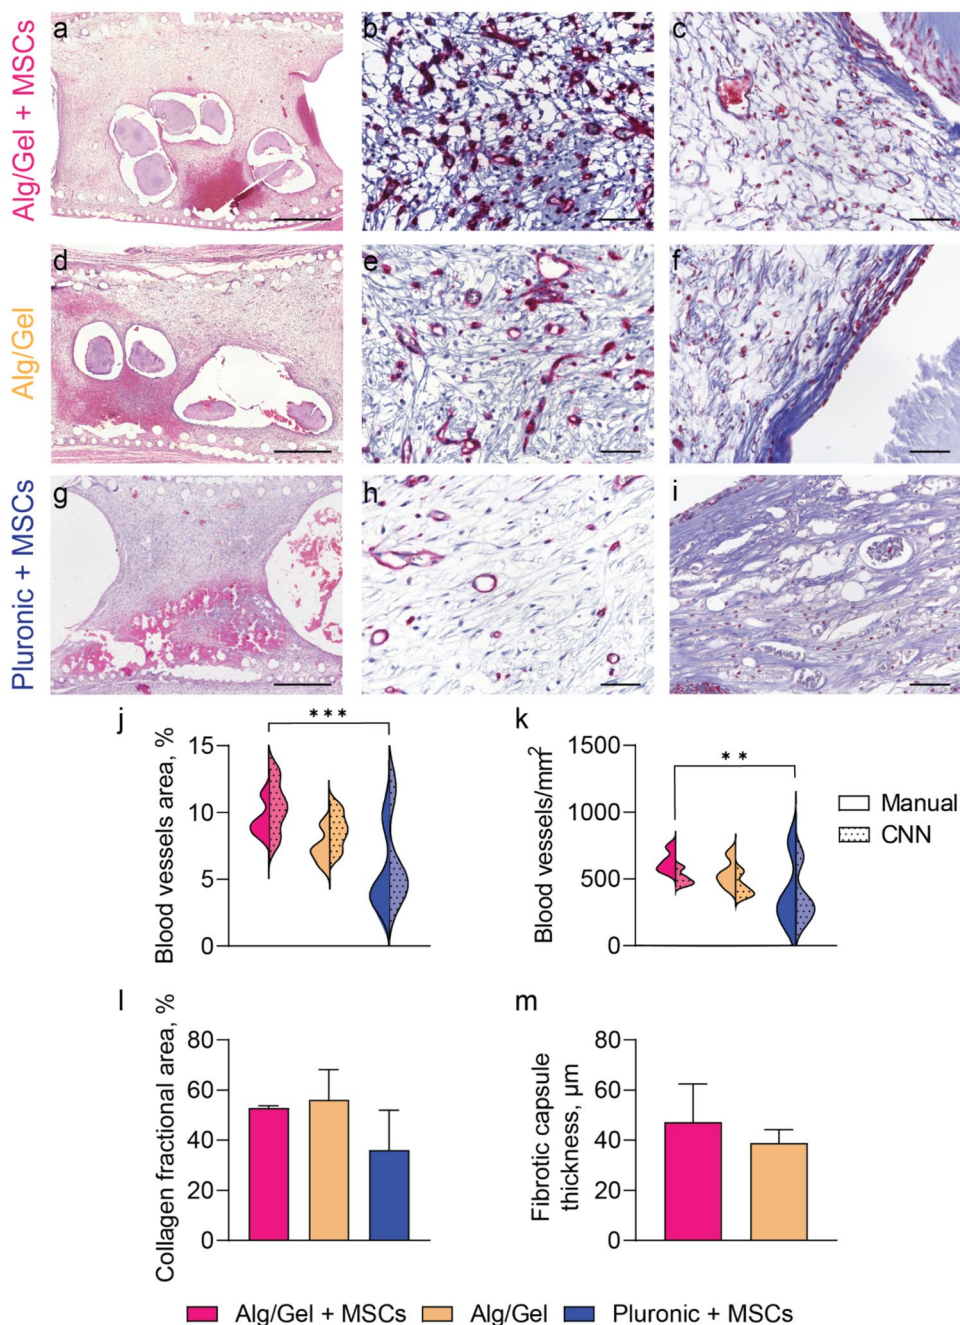 Alg/Gel + MSCs
a
b
c
Alg/Gel
d
e
f
Pluronic + MSCs
g
h
i
j
Blood vessels area, %
15
10
5
0
***
k
Blood vessels/mm²
1500
1000
500
0
**
Manual
CNN
l
Collagen fractional area, %
80
60
40
20
0
m
Fibrotic capsule
thickness, µm
80
60
40
20
0
Alg/Gel + MSCs Alg/Gel Pluronic + MSCs